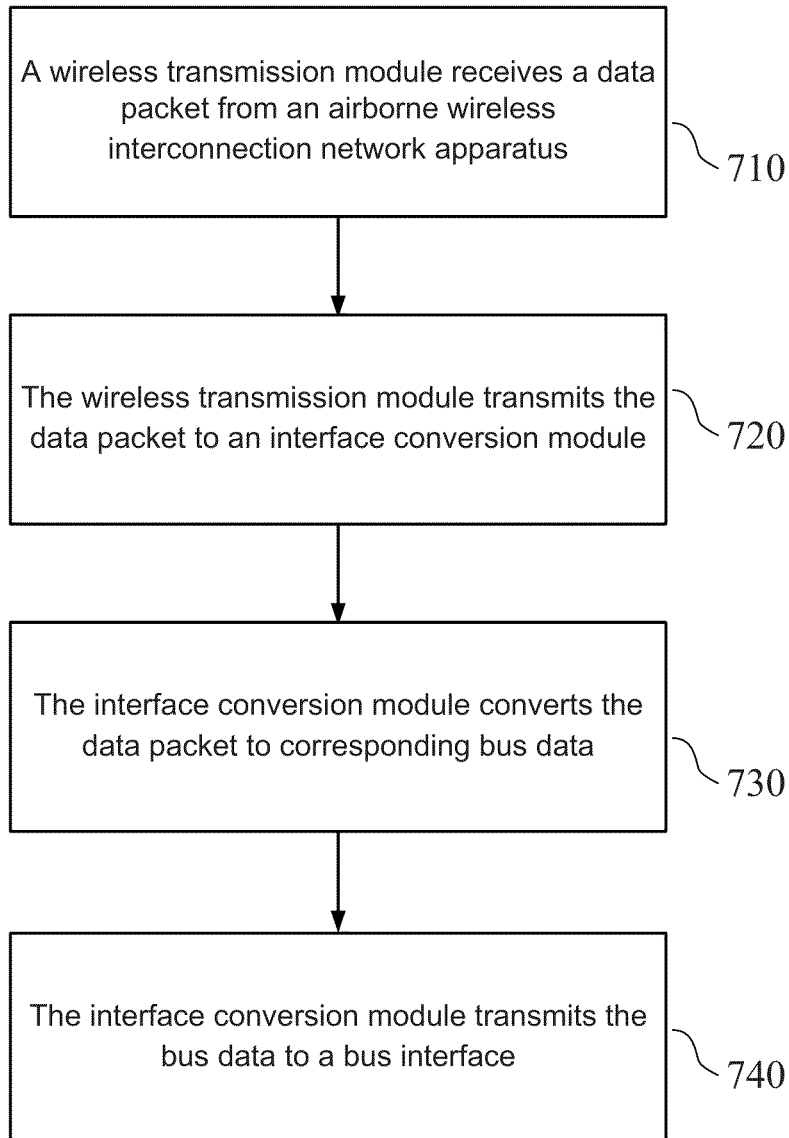 A wireless transmission module receives a data
packet from an airborne wireless
interconnection network apparatus
710
The wireless transmission module transmits the
data packet to an interface conversion module
720
The interface conversion module converts the
data packet to corresponding bus data
730
The interface conversion module transmits the
bus data to a bus interface
740